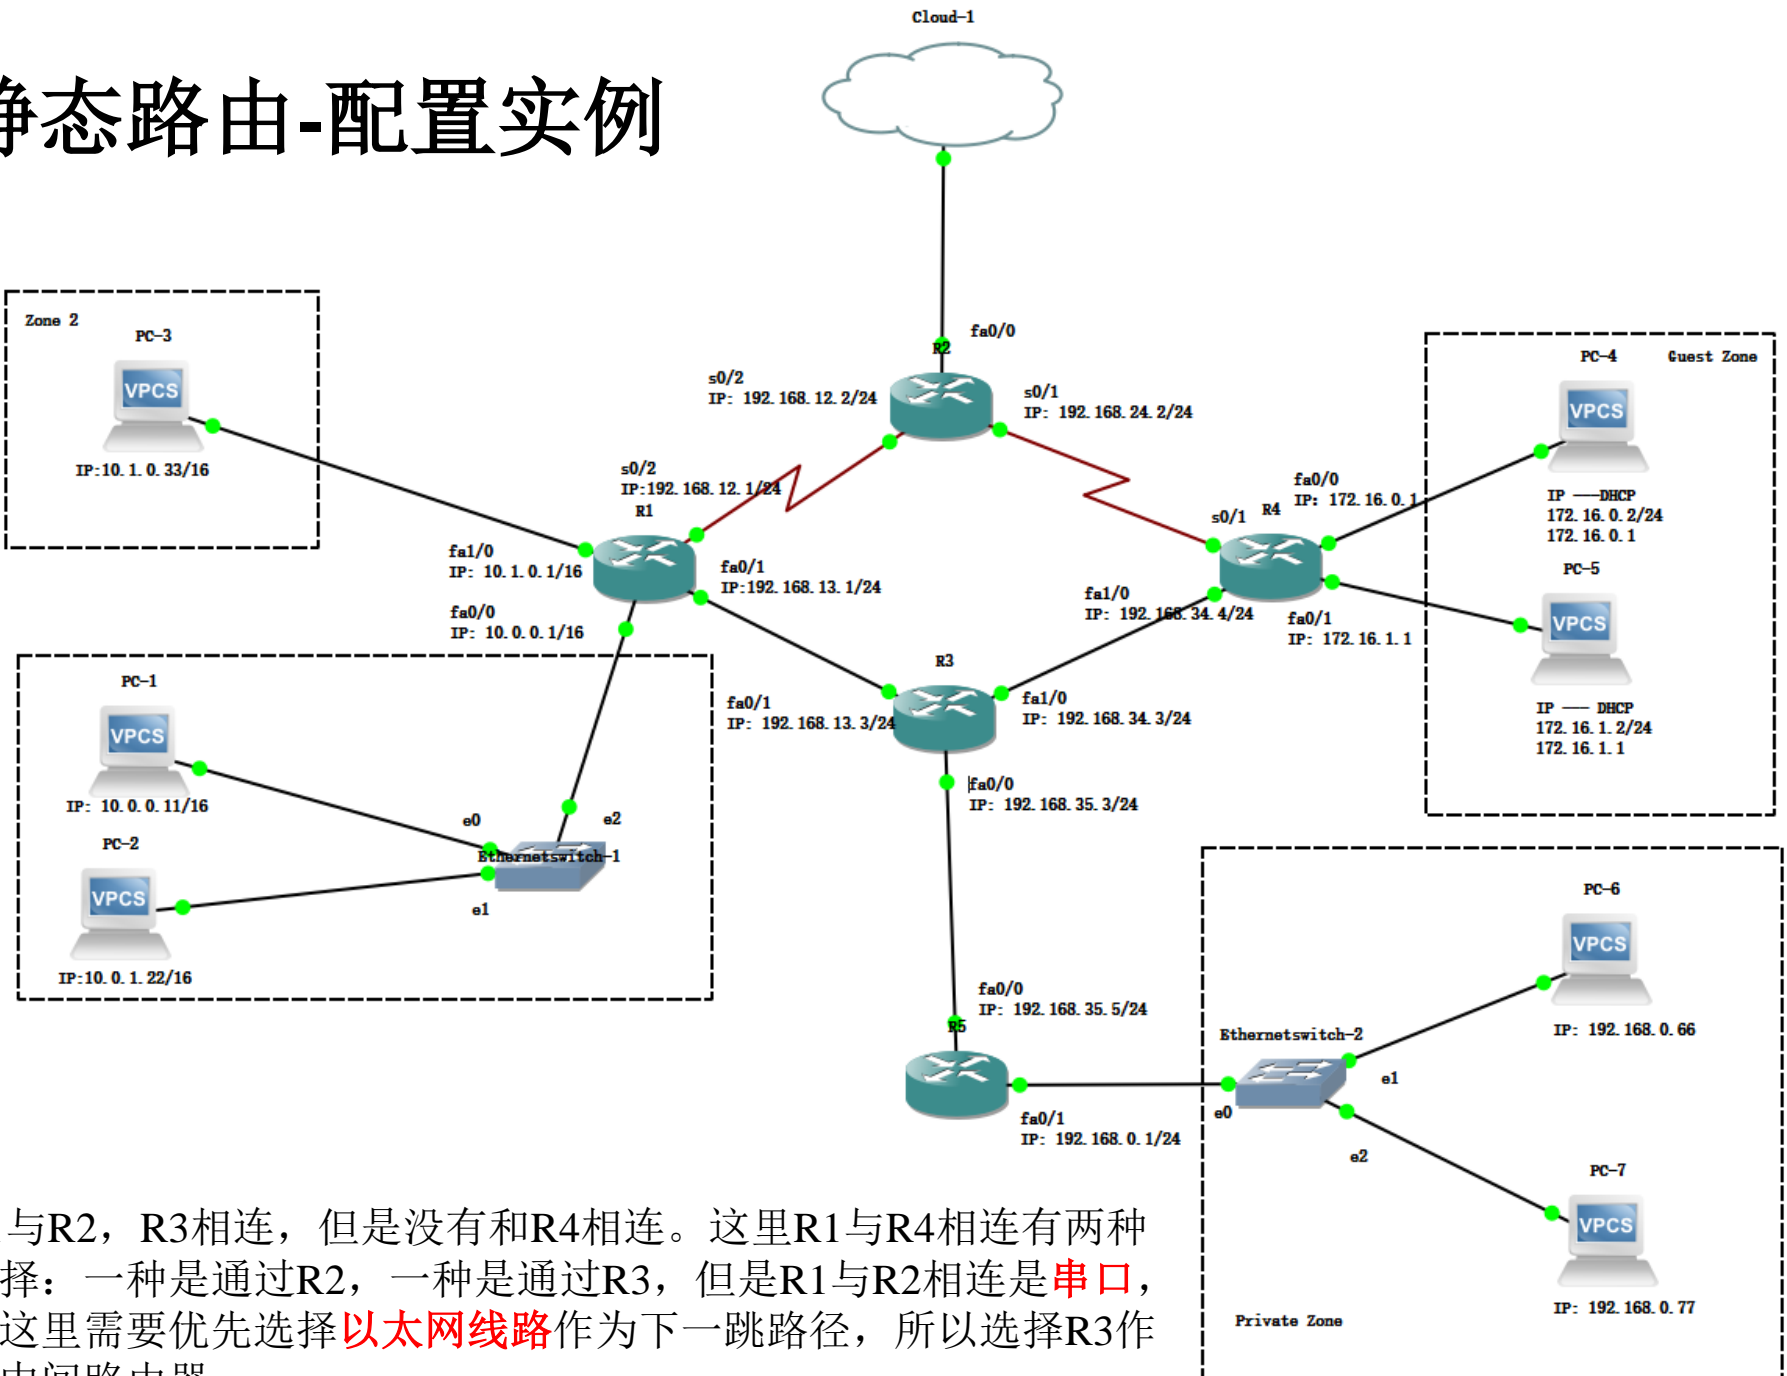 Cloud-1
静态路由-配置实例
fa0/0
R2
Zone 2
PC-3
VPCS
IP:10.1.0.33/16
s0/2
IP: 192.168.12.2/24
s0/1
IP: 192.168.24.2/24
PC-4
Guest Zone
VPCS
IP ——DHCP
172.16.0.2/24
172.16.0.1
s0/2
IP:192.168.12.1/24
R1
fa0/0
IP: 172.16.0.1
s0/1
R4
fa1/0
IP: 10.1.0.1/16
fa0/1
IP:192.168.13.1/24
fa0/0
IP: 10.0.0.1/16
fa1/0
IP: 192.168.34.4/24
fa0/1
IP: 172.16.1.1
PC-5
VPCS
IP —— DHCP
172.16.1.2/24
172.16.1.1
R3
fa0/1
IP: 192.168.13.3/24
fa1/0
IP: 192.168.34.3/24
fa0/0
IP: 192.168.35.3/24
PC-1
VPCS
IP: 10.0.0.11/16
PC-2
VPCS
IP:10.0.1.22/16
e0
e2
Ethernetswitch-1
e1
fa0/0
IP: 192.168.35.5/24
R5
fa0/1
IP: 192.168.0.1/24
Ethernetswitch-2
e0
e1
e2
PC-6
VPCS
IP: 192.168.0.66
PC-7
VPCS
IP: 192.168.0.77
Private Zone
与R2，R3相连，但是没有和R4相连。这里R1与R4相连有两种
择：一种是通过R2，一种是通过R3，但是R1与R2相连是串口，
这里需要优先选择以太网线路作为下一跳路径，所以选择R3作
中间路由器